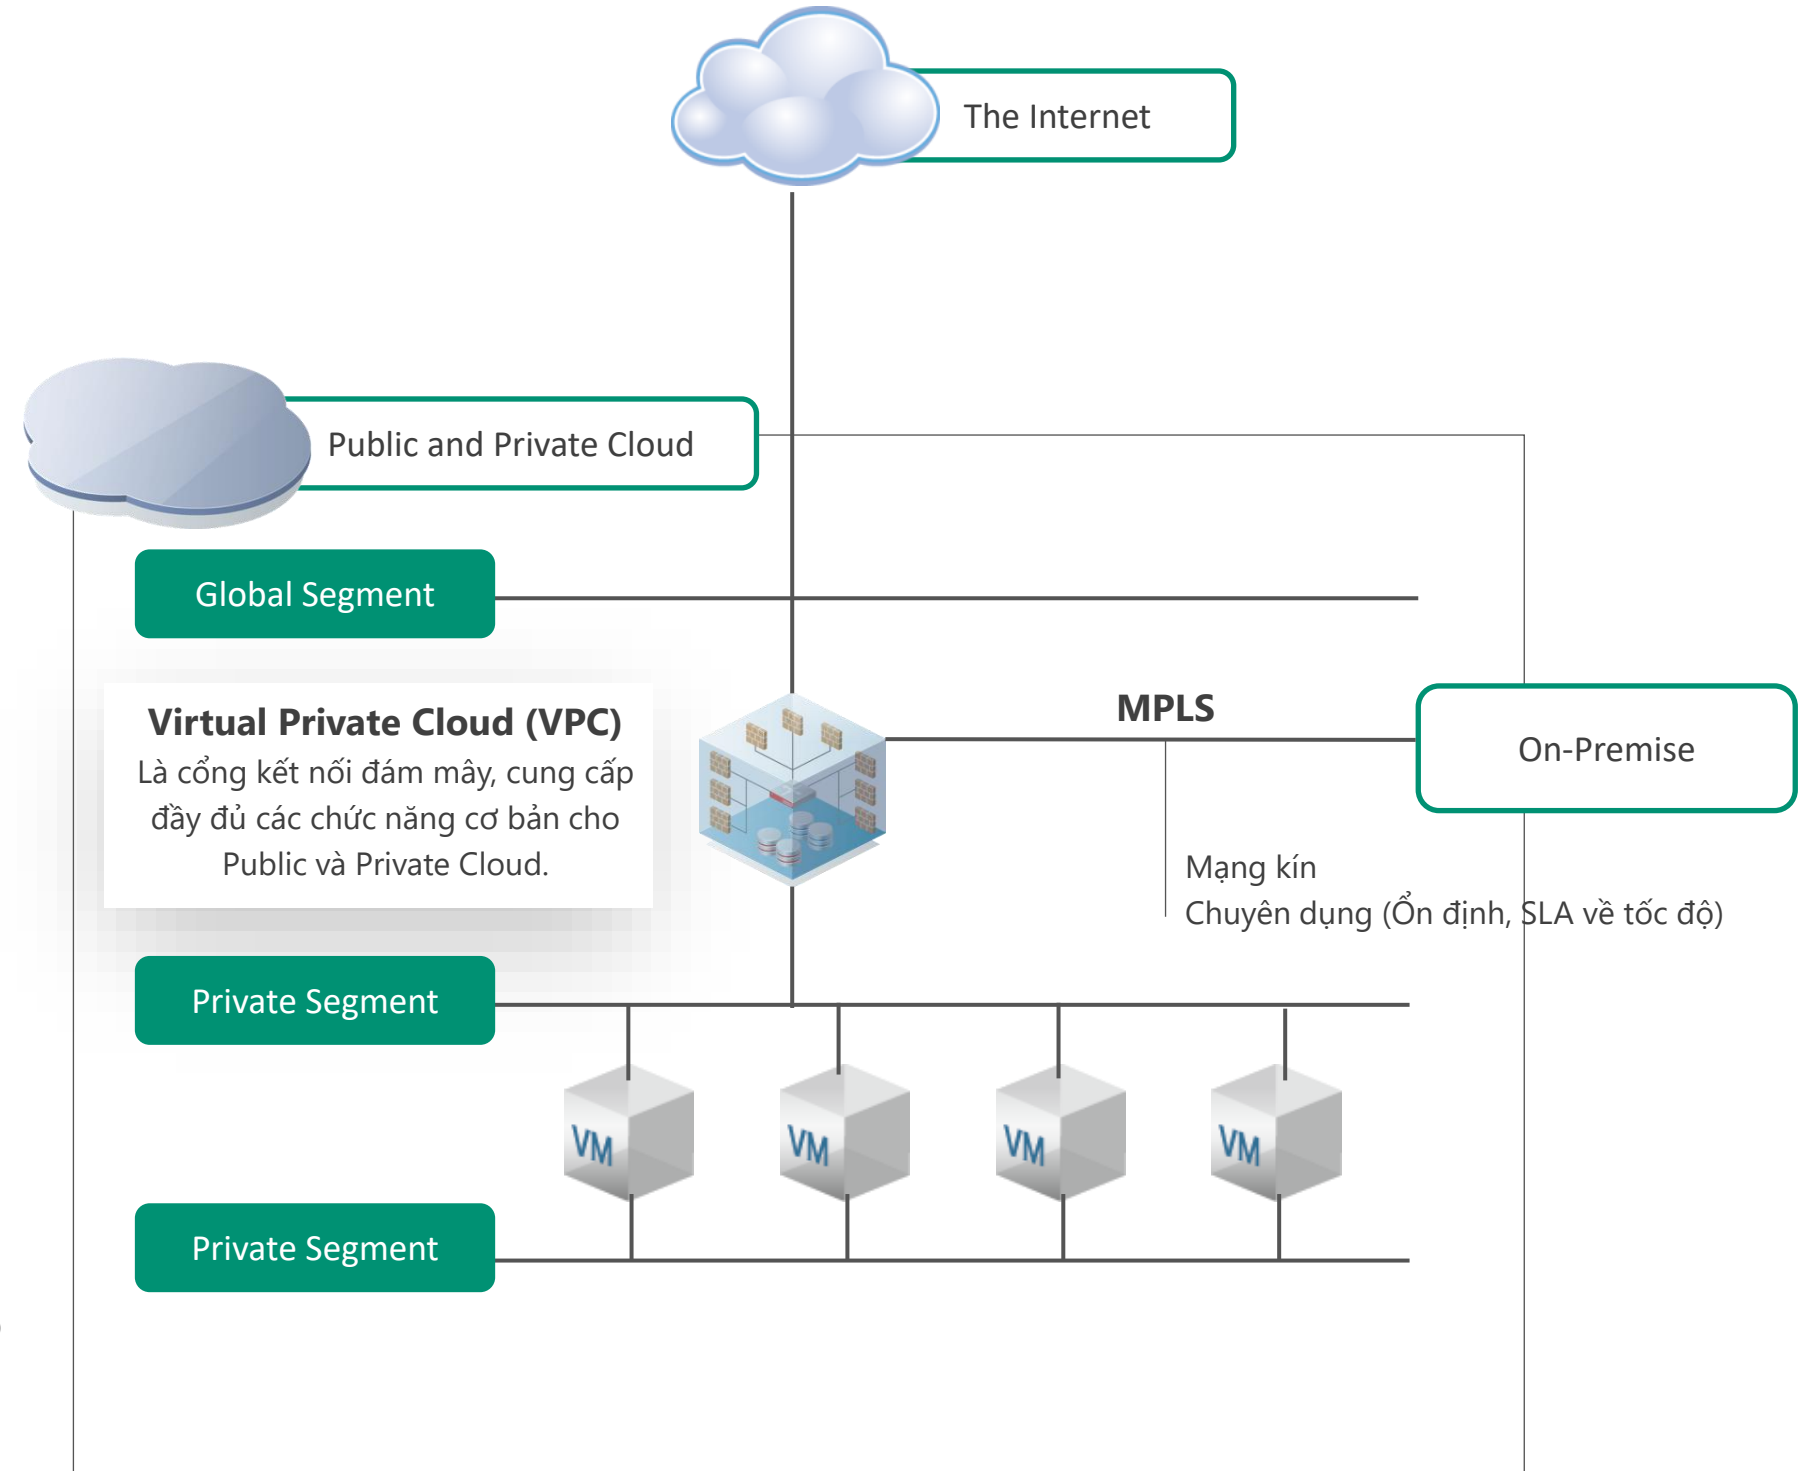 The Internet
Public and Private Cloud
Global Segment
Virtual Private Cloud (VPC)
Là cổng kết nối đám mây, cung cấp
đầy đủ các chức năng cơ bản cho
Public và Private Cloud.
MPLS
On-Premise
Mạng kín
Chuyên dụng (Ổn định, SLA về tốc độ)
Private Segment
VM
VM
VM
VM
Private Segment